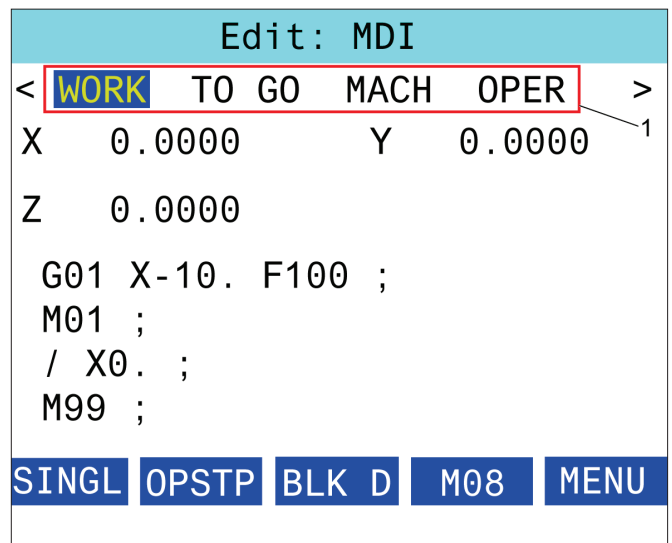 Edit: MDI
< WORK TO GO MACH OPER >
1
X 0.0000 Y 0.0000
Z 0.0000
G01 X-10. F100 ;
M01 ;
/ X0. ;
M99 ;
SINGL OPSTP BLK D M08 MENU